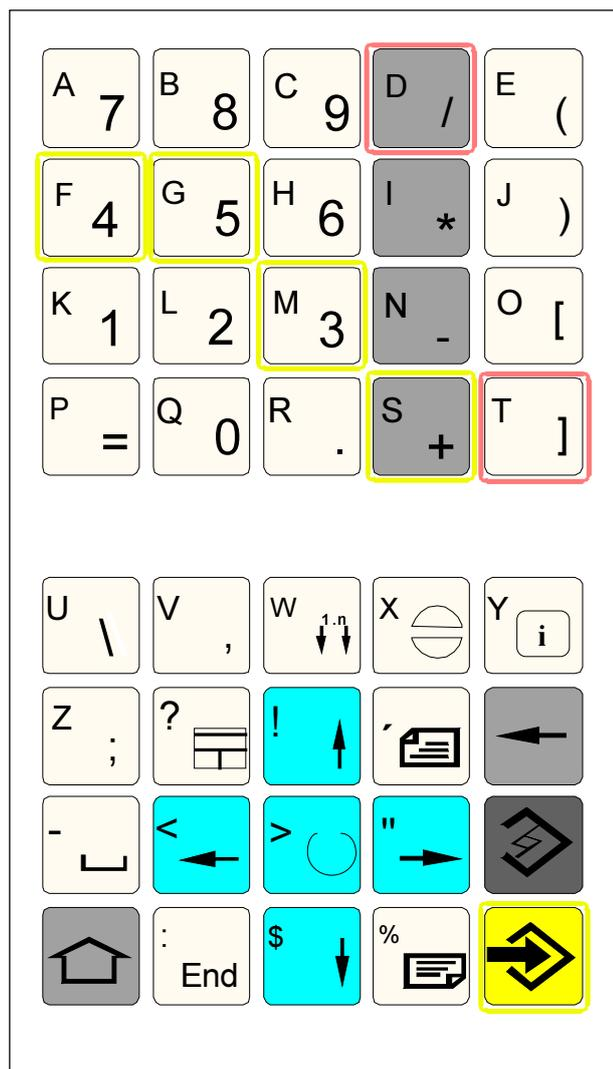 A 7 B 8 C 9 D / E (
F 4 G 5 H 6 I * J )
K 1 L 2 M 3 N - O [
P = Q 0 R . S + T ]
U \ V , W 1.n X Y i
Z ; ? ! ´
- < > "
: End $ %